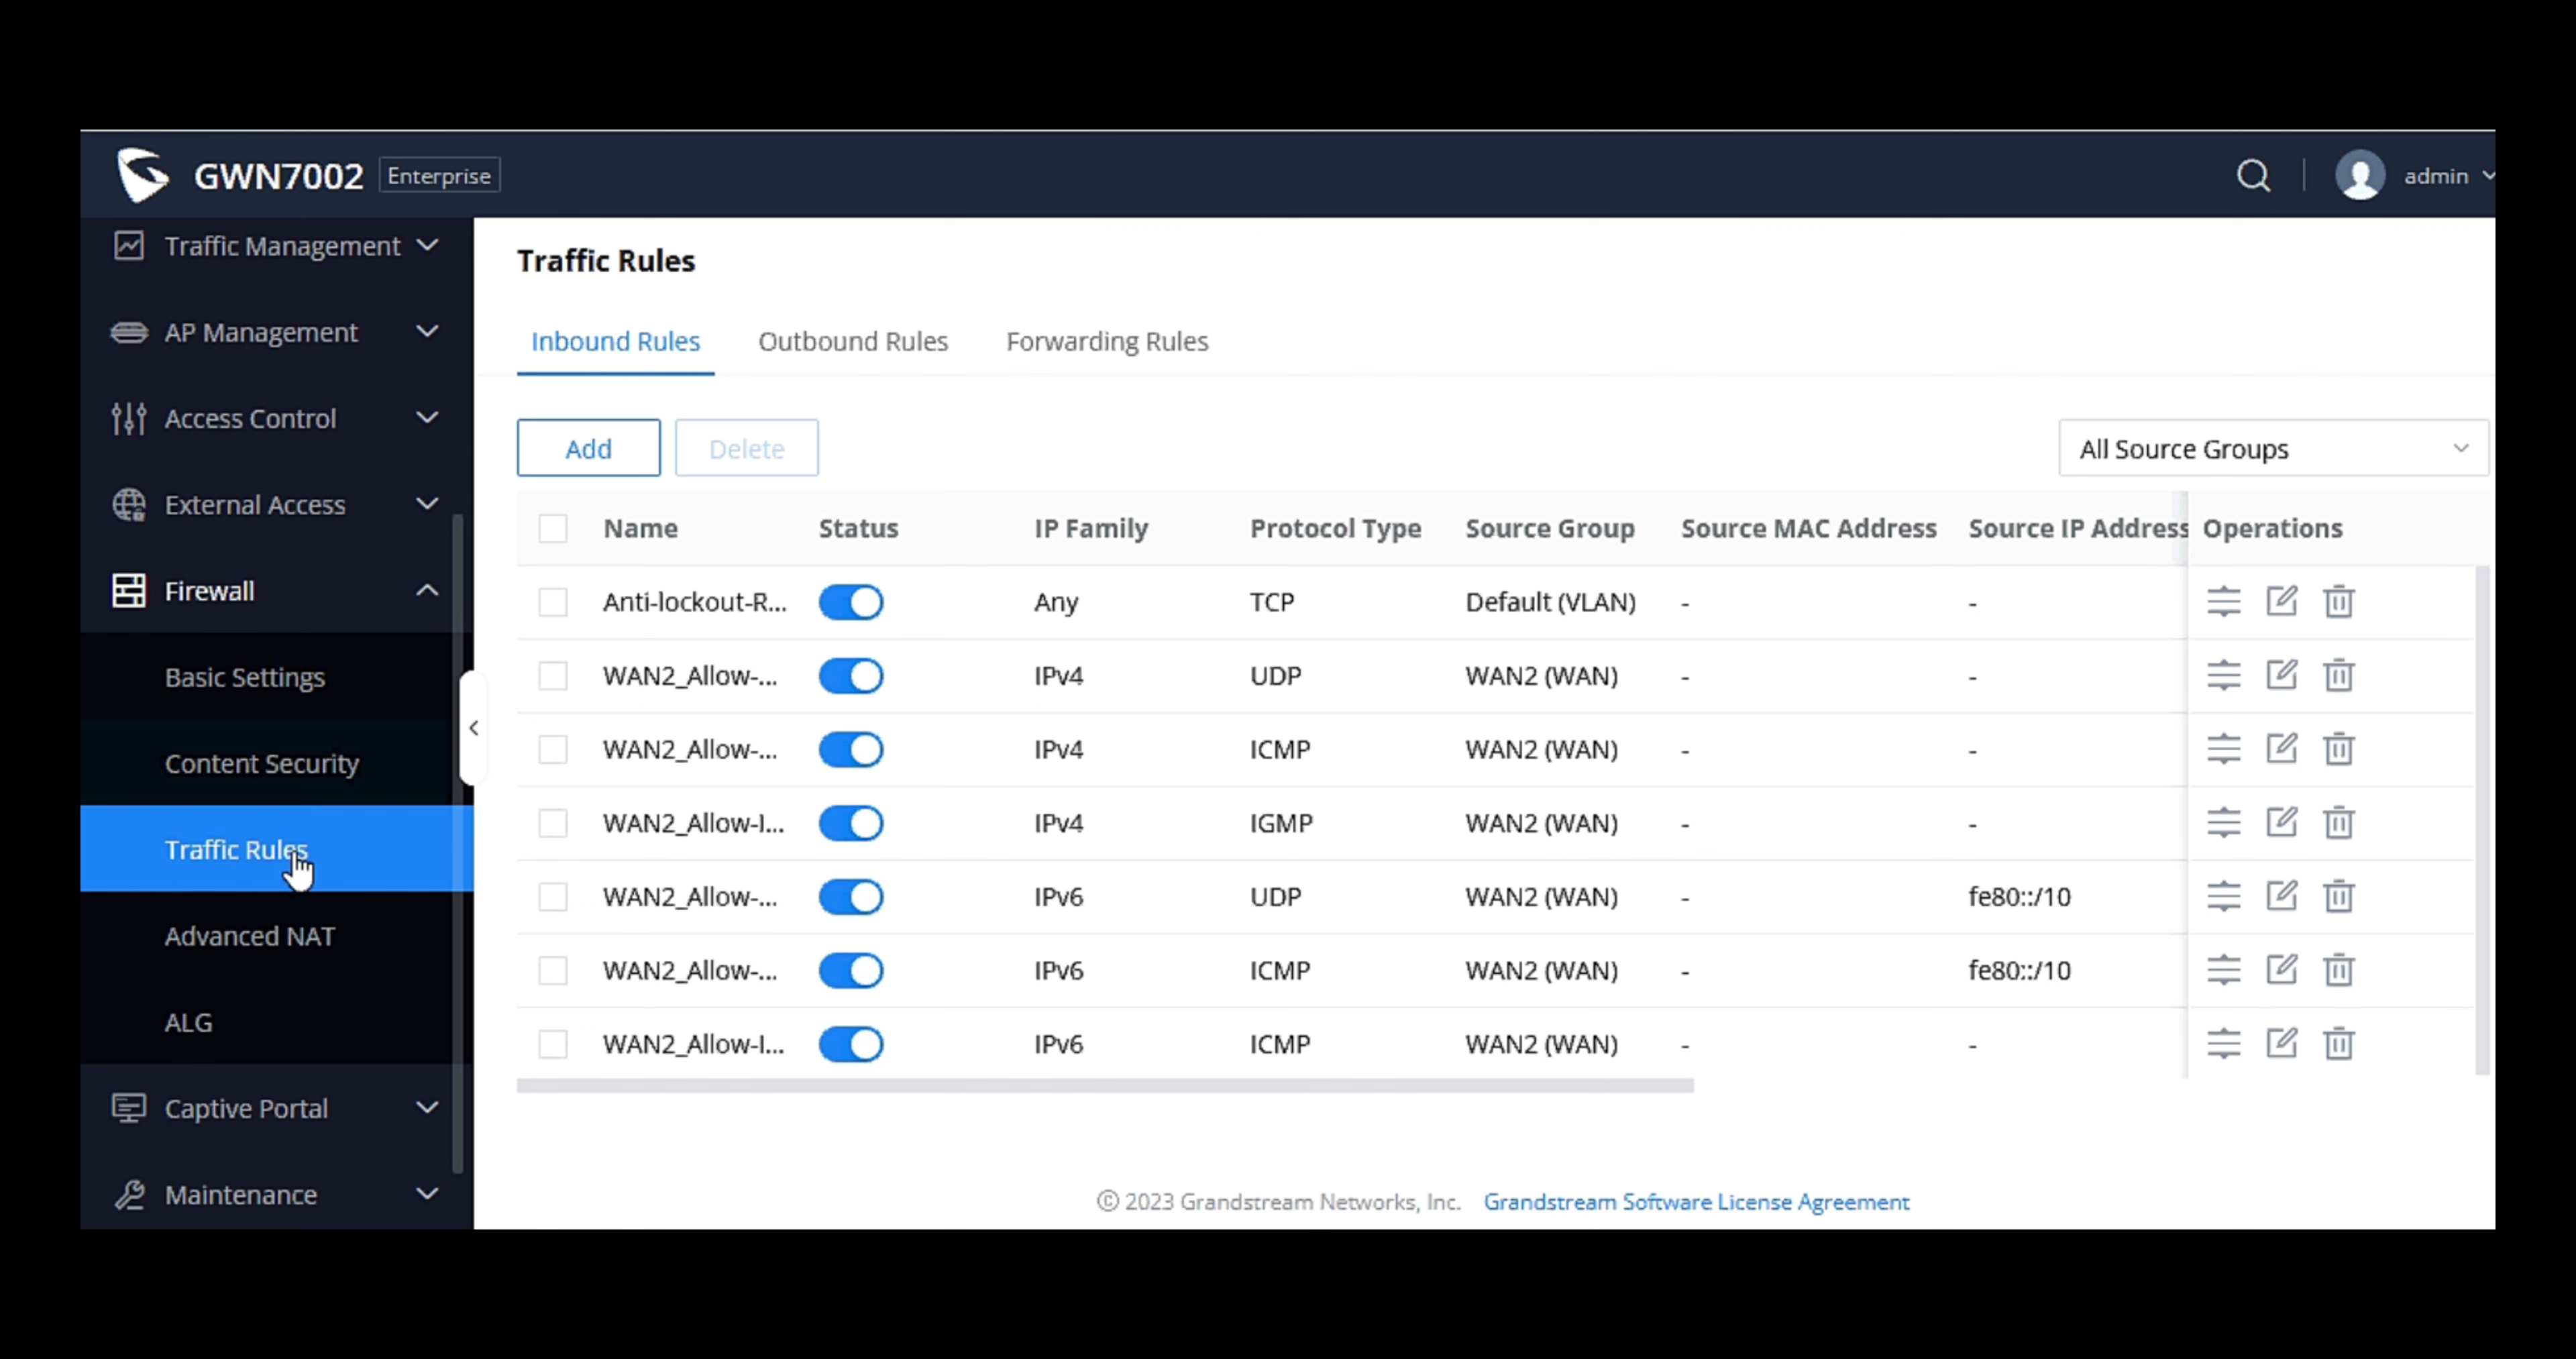 GWN7002 Enterprise admin
Traffic Management
AP Management
Access Control
External Access
Firewall
Basic Settings
Content Security
Traffic Rules
Advanced NAT
ALG
Captive Portal
Maintenance
Traffic Rules
Inbound Rules Outbound Rules Forwarding Rules
Add Delete All Source Groups
Name Status IP Family Protocol Type Source Group Source MAC Address Source IP Address Operations
Anti-lockout-R... Any TCP Default (VLAN) - -
WAN2_Allow-... IPv4 UDP WAN2 (WAN) - -
WAN2_Allow-... IPv4 ICMP WAN2 (WAN) - -
WAN2_Allow-I... IPv4 IGMP WAN2 (WAN) - -
WAN2_Allow-... IPv6 UDP WAN2 (WAN) - fe80::/10
WAN2_Allow-... IPv6 ICMP WAN2 (WAN) - fe80::/10
WAN2_Allow-I... IPv6 ICMP WAN2 (WAN) - -
© 2023 Grandstream Networks, Inc. Grandstream Software License Agreement